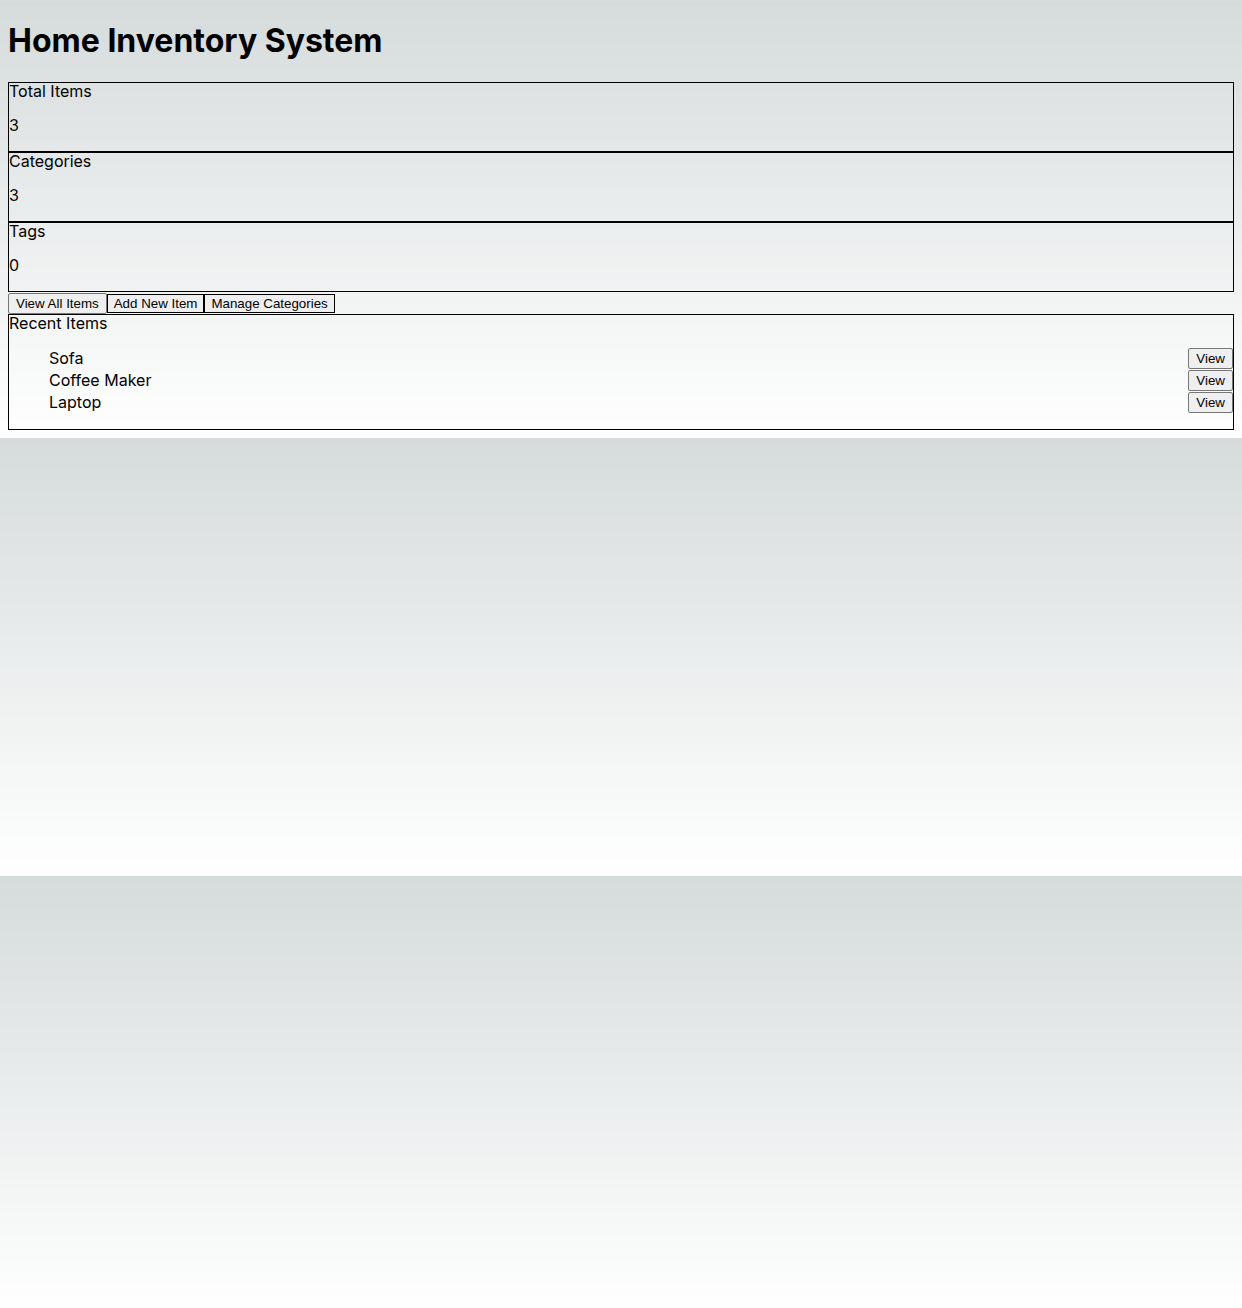 Home Inventory System
Total Items
3
Categories
3
Tags
0
View All Items Add New Item Manage Categories
Recent Items
Sofa View
Coffee Maker View
Laptop View